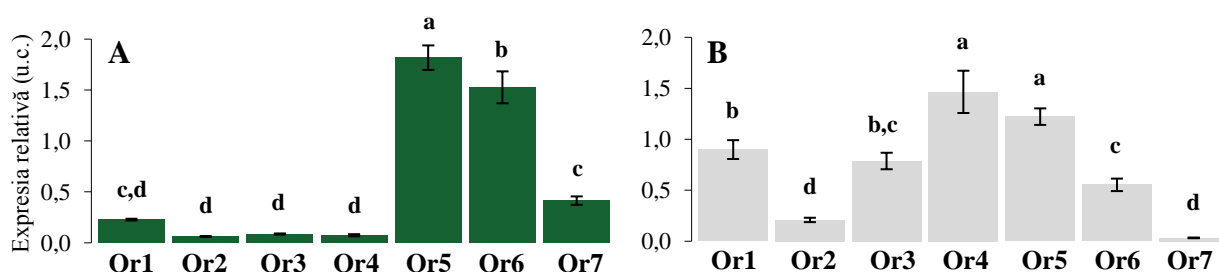 A
Expresia relativă (u.c.)
2,0
1,5
1,0
0,5
0,0
c,d
d
d
d
a
b
c
Or1 Or2 Or3 Or4 Or5 Or6 Or7
B
2,0
1,5
1,0
0,5
0,0
b
d
b,c
a
a
c
d
Or1 Or2 Or3 Or4 Or5 Or6 Or7